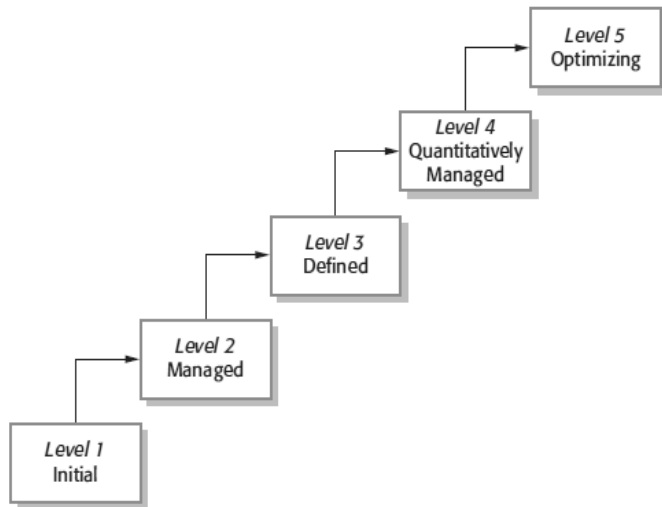 Level 5
Optimizing
Level 4
Quantitatively
Managed
Level 3
Defined
Level 2
Managed
Level 1
Initial